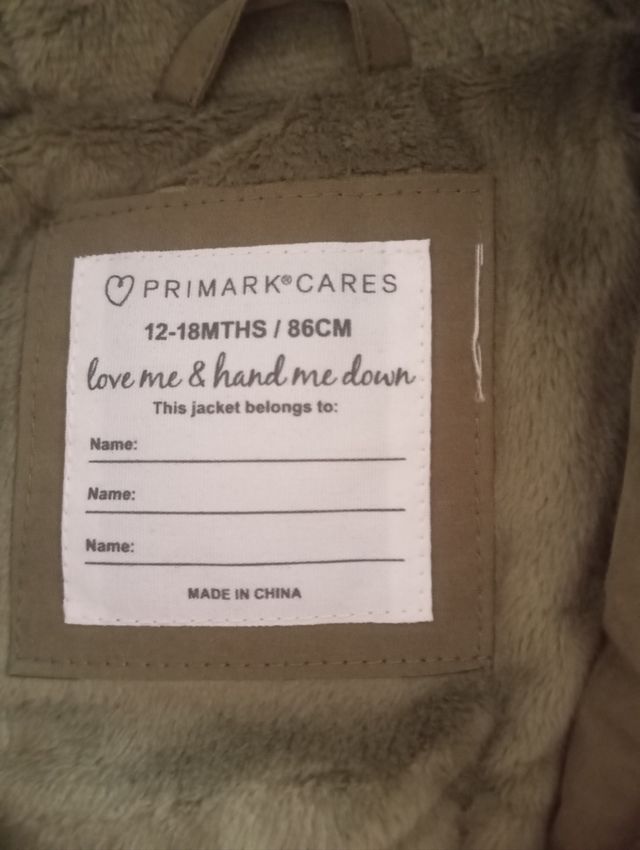 PRIMARK®CARES
12-18MTHS / 86CM
love me & hand me down
This jacket belongs to:
Name:
Name:
Name:
MADE IN CHINA